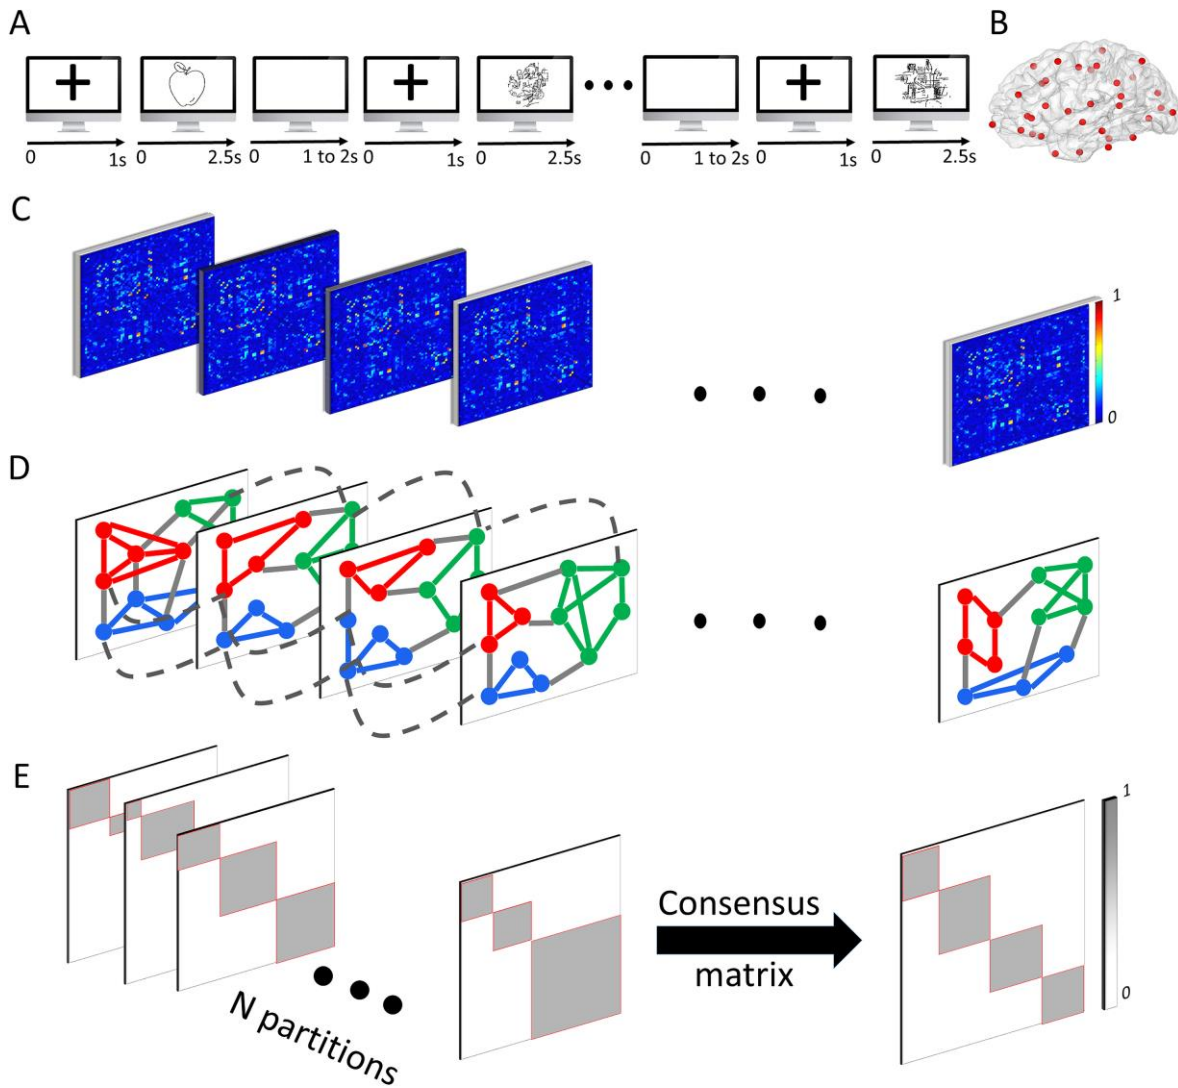 A
B
0 1s
0 2.5s
0 1 to 2s
0 1s
0 2.5s
0 1 to 2s
0 1s
0 2.5s
C
1
0
D
E
N partitions
Consensus
matrix
1
0